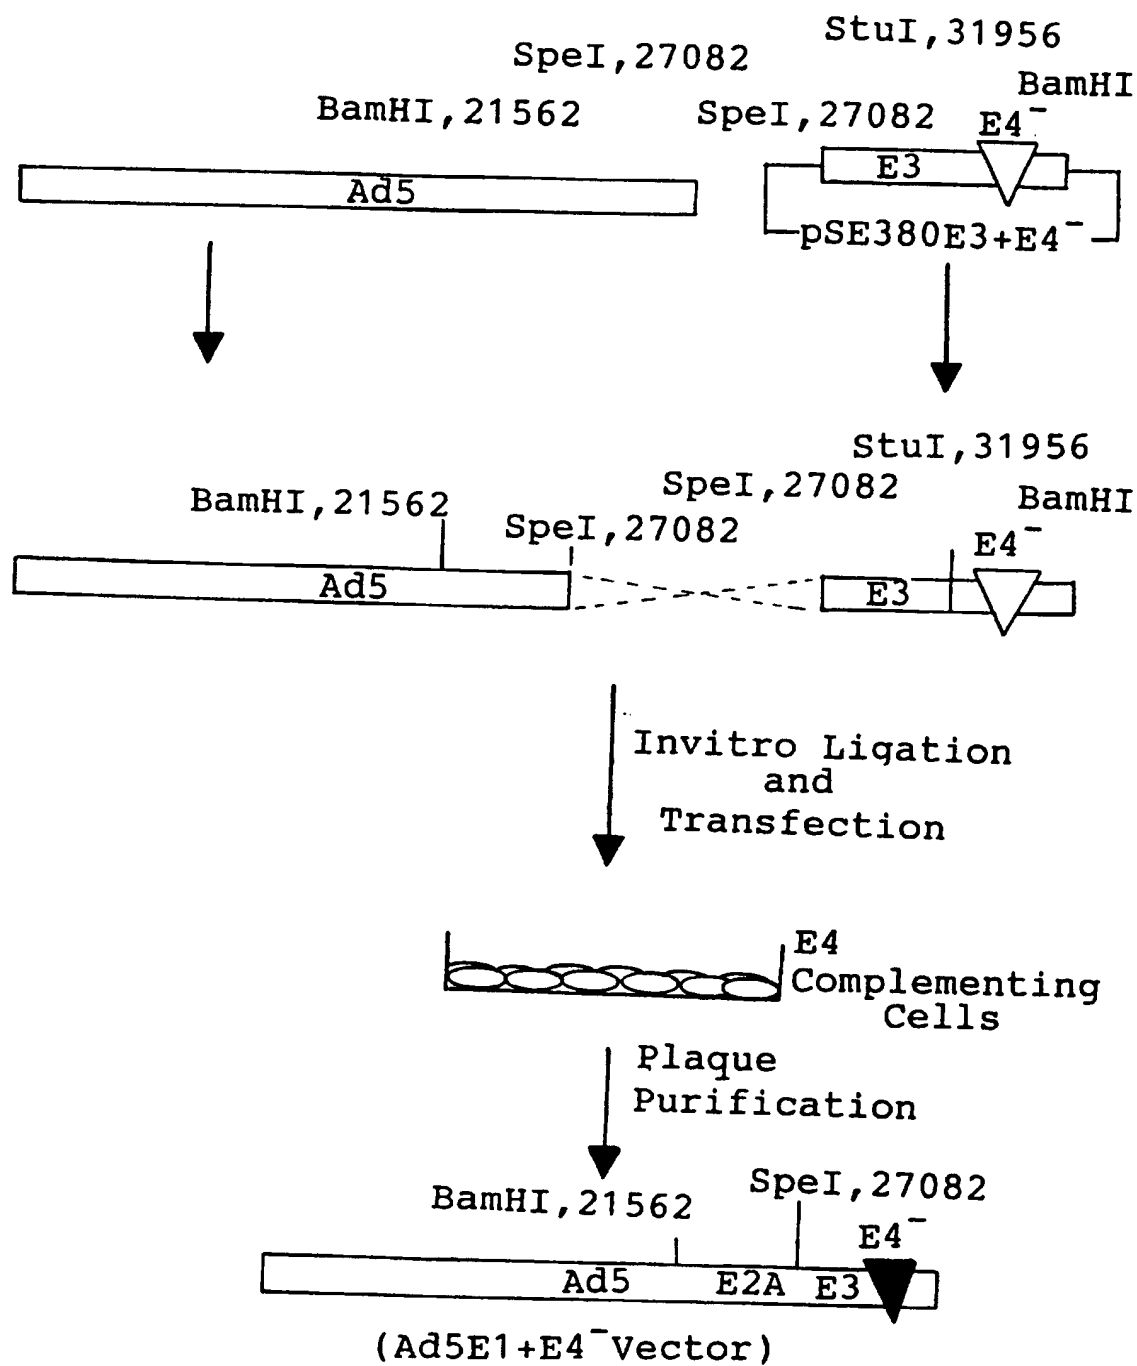 StuI,31956
SpeI,27082
BamHI
BamHI,21562
SpeI,27082
E4⁻
Ad5
E3
pSE380E3+E4⁻
StuI,31956
SpeI,27082
BamHI,21562
BamHI
SpeI,27082
E4⁻
Ad5
E3
Invitro Ligation
and
Transfection
E4
Complementing
Cells
Plaque
Purification
SpeI,27082
BamHI,21562
E4⁻
Ad5
E2A
E3
(Ad5E1+E4⁻Vector)